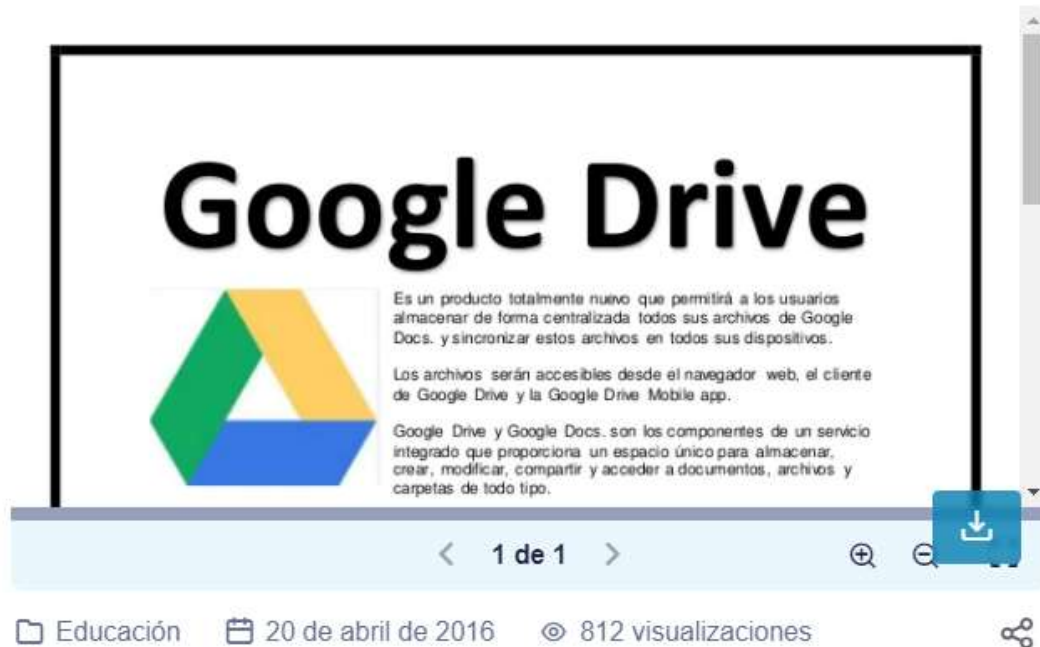 Google Drive
Es un producto totalmente nuevo que permitirá a los usuarios
almacenar de forma centralizada todos sus archivos de Google
Docs. y sincronizar estos archivos en todos sus dispositivos.
Los archivos serán accesibles desde el navegador web, el cliente
de Google Drive y la Google Drive Mobile app.
Google Drive y Google Docs. son los componentes de un servicio
integrado que proporciona un espacio único para almacenar,
crear, modificar, compartir y acceder a documentos, archivos y
carpetas de todo tipo.
1 de 1
Educación 20 de abril de 2016 812 visualizaciones